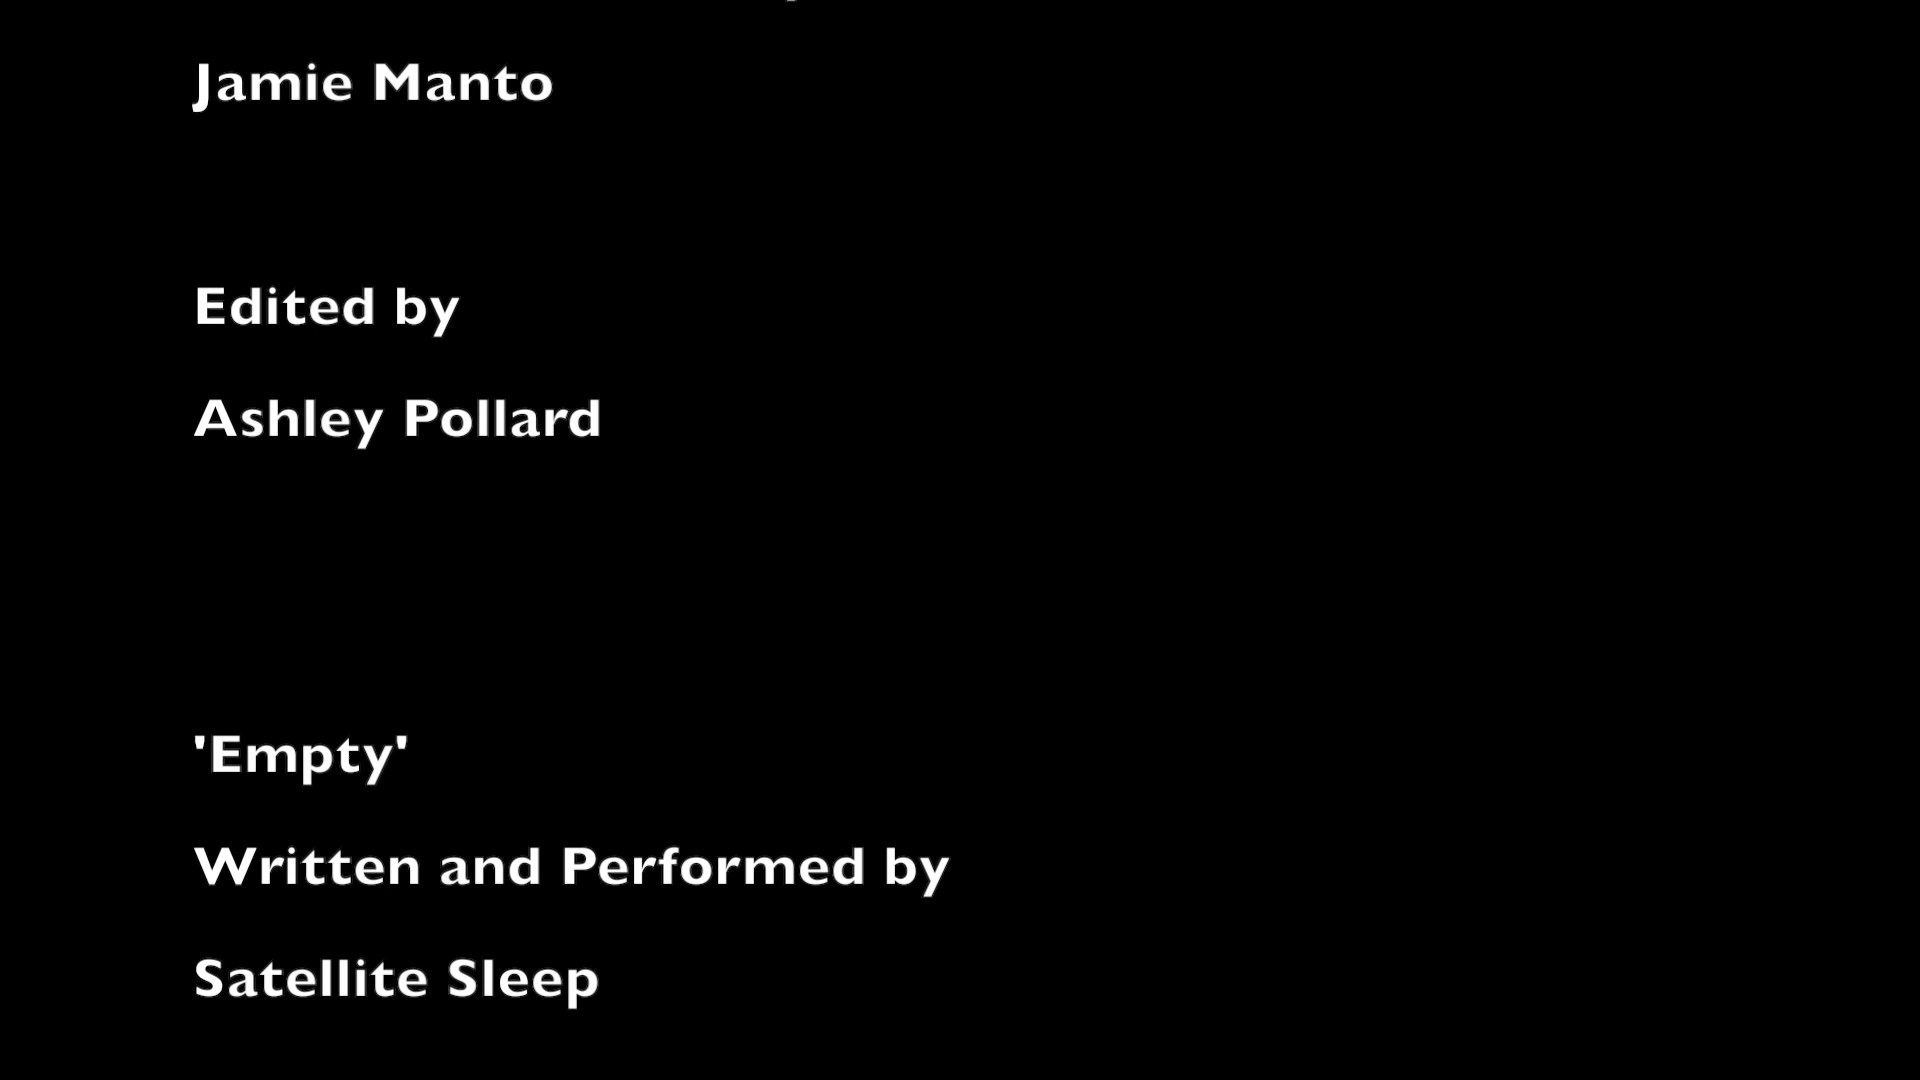 Jamie Manto
Edited by
Ashley Pollard
'Empty'
Written and Performed by
Satellite Sleep